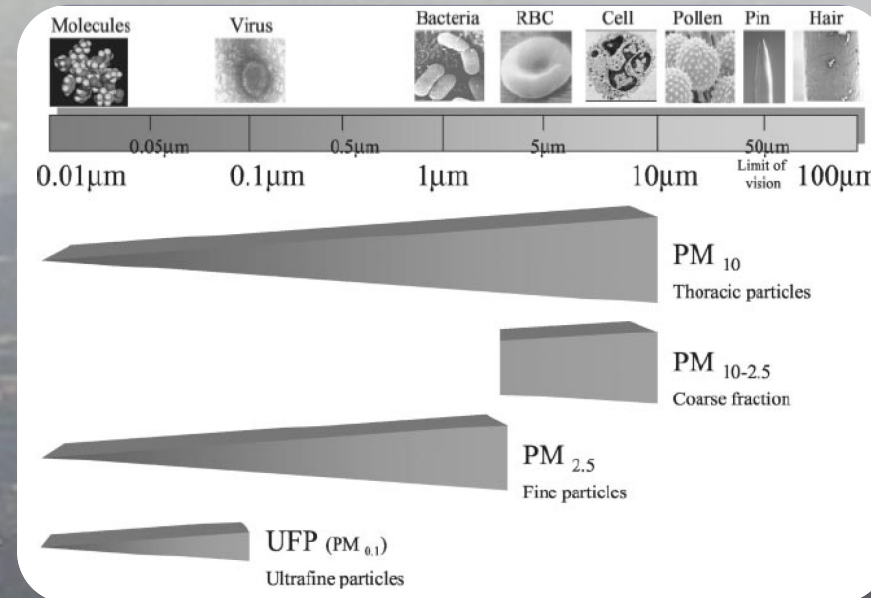 Molecules Virus Bacteria RBC Cell Pollen Pin Hair
0.05μm 0.5μm 5μm 50μm
0.01μm 0.1μm 1μm 10μm Limit of vision 100μm
PM 10
Thoracic particles
PM 10-2.5
Coarse fraction
PM 2.5
Fine particles
UFP (PM 0.1)
Ultrafine particles